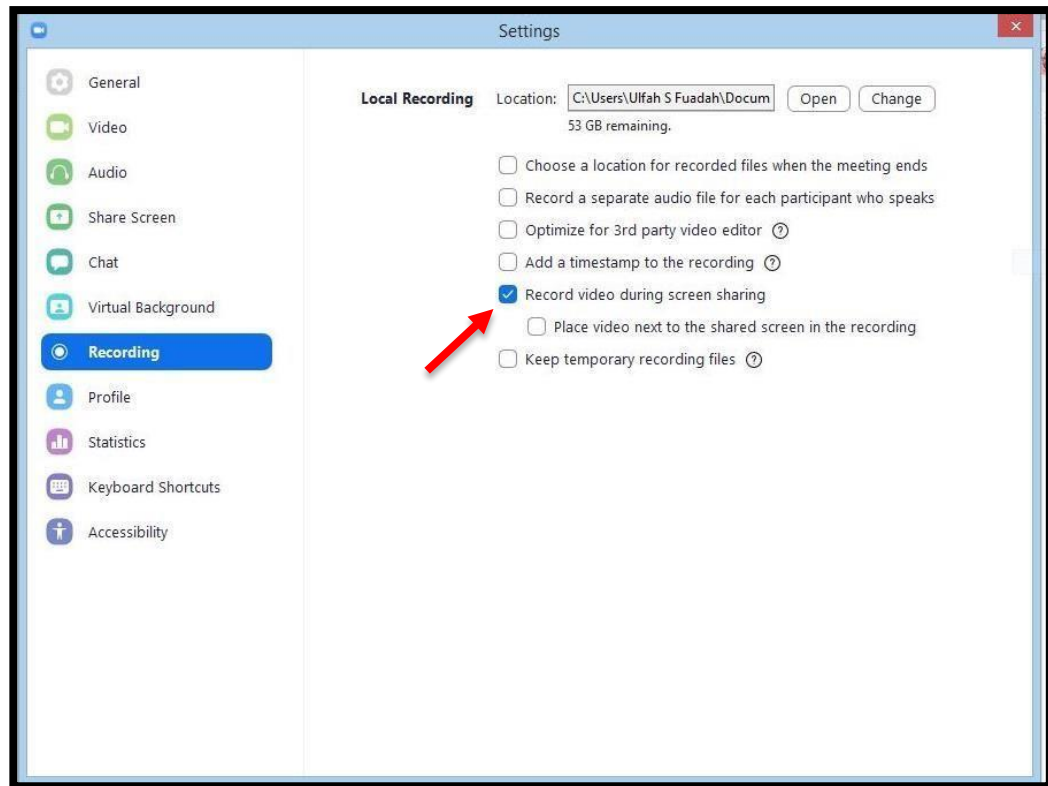 Settings
General
Video
Audio
Share Screen
Chat
Virtual Background
Recording
Profile
Statistics
Keyboard Shortcuts
Accessibility
Local Recording Location: C:\Users\Ulfah S Fuadah\Docum Open Change
53 GB remaining.
Choose a location for recorded files when the meeting ends
Record a separate audio file for each participant who speaks
Optimize for 3rd party video editor ?
Add a timestamp to the recording ?
Record video during screen sharing
Place video next to the shared screen in the recording
Keep temporary recording files ?